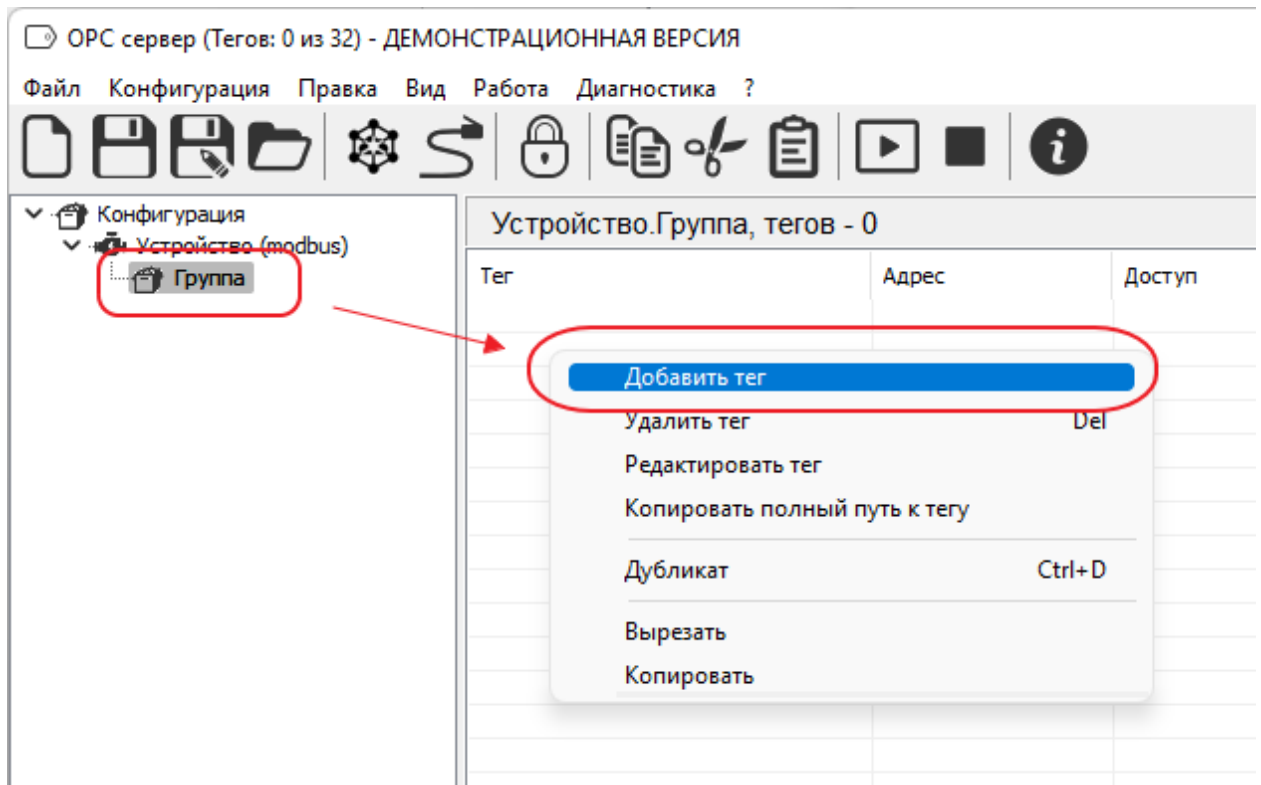 ОРС сервер (Тегов: 0 из 32) - ДЕМОНСТРАЦИОННАЯ ВЕРСИЯ
Файл Конфигурация Правка Вид Работа Диагностика ?
Конфигурация
Устройство (modbus)
Группа
Устройство.Группа, тегов - 0
Тег Адрес Доступ
Добавить тег
Удалить тег Del
Редактировать тег
Копировать полный путь к тегу
Дубликат Ctrl+D
Вырезать
Копировать